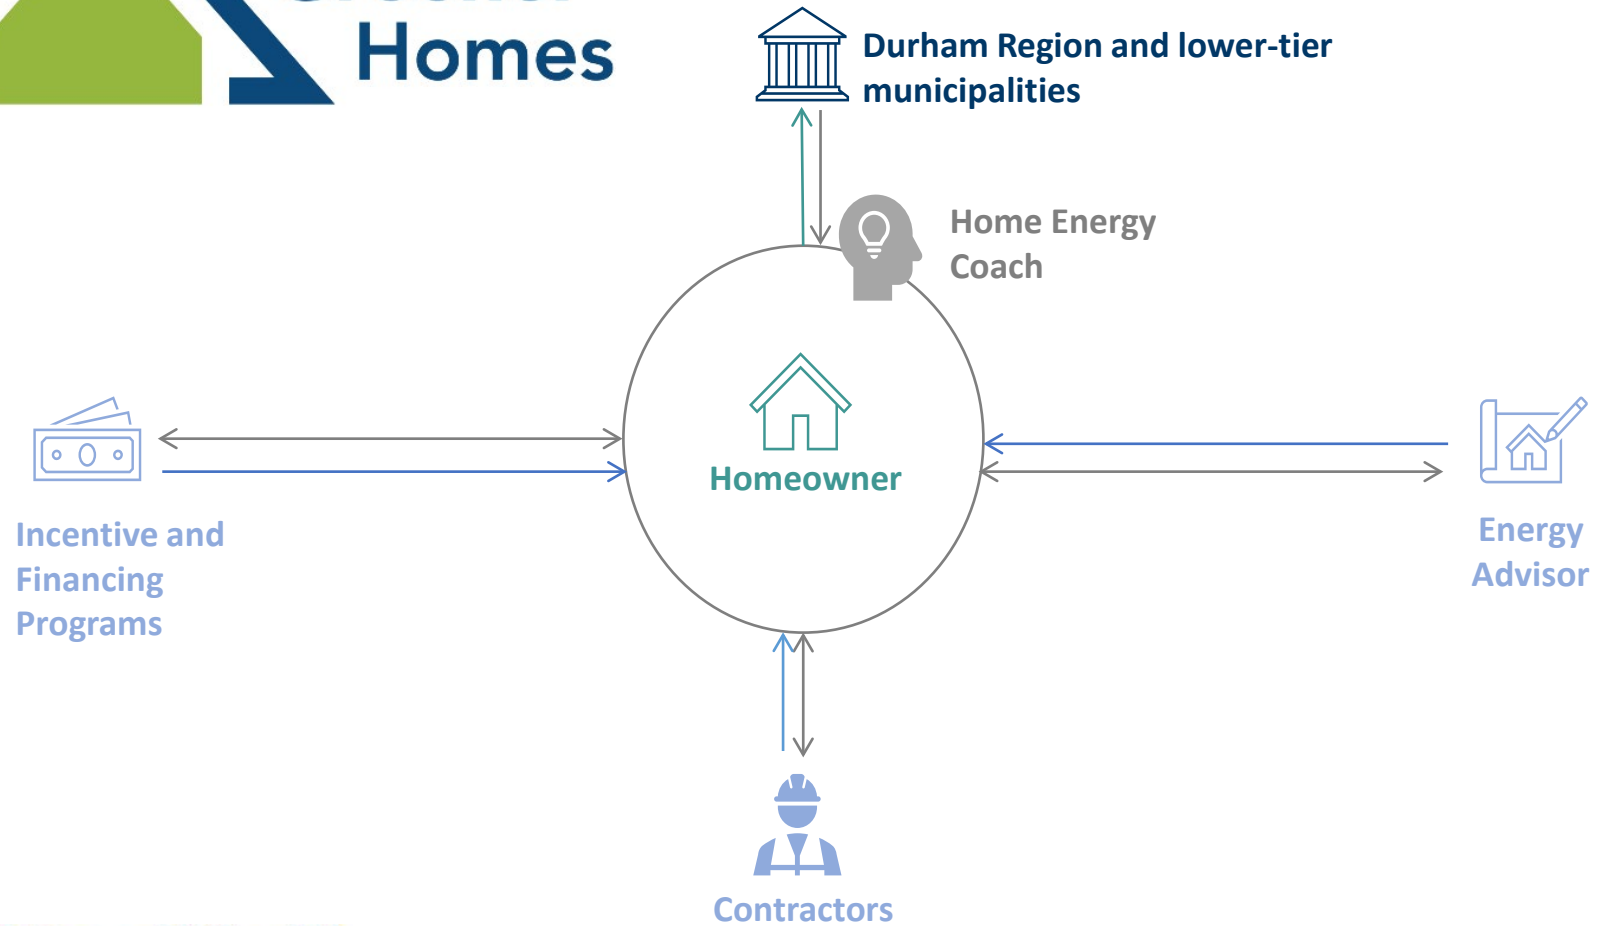 Homes
Durham Region and lower-tier
municipalities
Home Energy
Coach
Homeowner
Incentive and
Financing
Programs
Energy
Advisor
Contractors